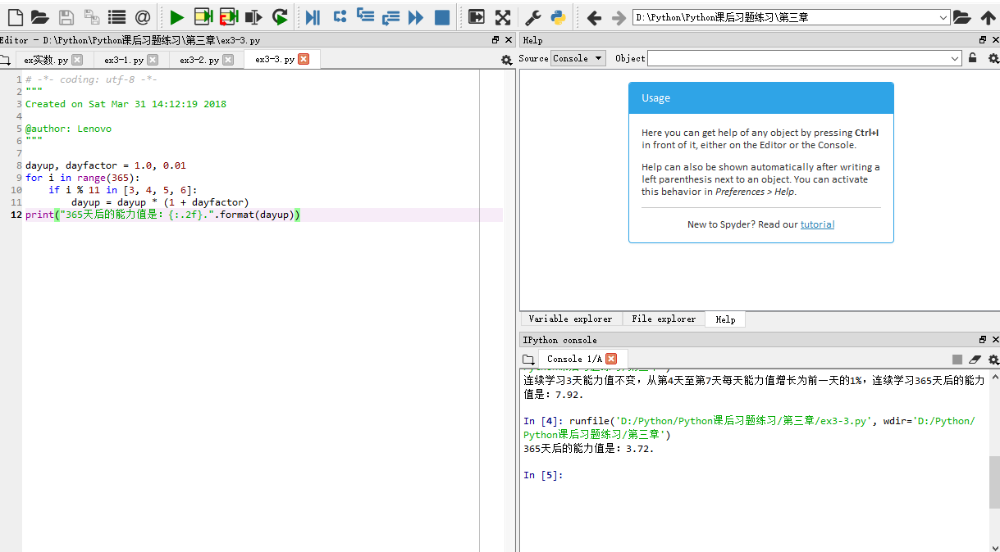 D:\Python\Python课后习题练习\第三章
Editor - D:\Python\Python课后习题练习\第三章\ex3-3.py
ex实数.py
ex3-1.py
ex3-2.py
ex3-3.py
1 # -*- coding: utf-8 -*-
2 """
3 Created on Sat Mar 31 14:12:19 2018
4
5 @author: Lenovo
6 """
7
8 dayup, dayfactor = 1.0, 0.01
9 for i in range(365):
10     if i % 11 in [3, 4, 5, 6]:
11         dayup = dayup * (1 + dayfactor)
12 print("365天后的能力值是: {:.2f}.".format(dayup))
Help
Source Console Object
Usage
Here you can get help of any object by pressing Ctrl+I
in front of it, either on the Editor or the Console.
Help can also be shown automatically after writing a
left parenthesis next to an object. You can activate
this behavior in Preferences > Help.
New to Spyder? Read our tutorial
Variable explorer
File explorer
Help
IPython console
Console 1/A
连续学习3天能力值不变，从第4天至第7天每天能力值增长为前一天的1%，连续学习365天后的能力
值是: 7.92.
In [4]: runfile('D:/Python/Python课后习题练习/第三章/ex3-3.py', wdir='D:/Python/
Python课后习题练习/第三章')
365天后的能力值是: 3.72.
In [5]: